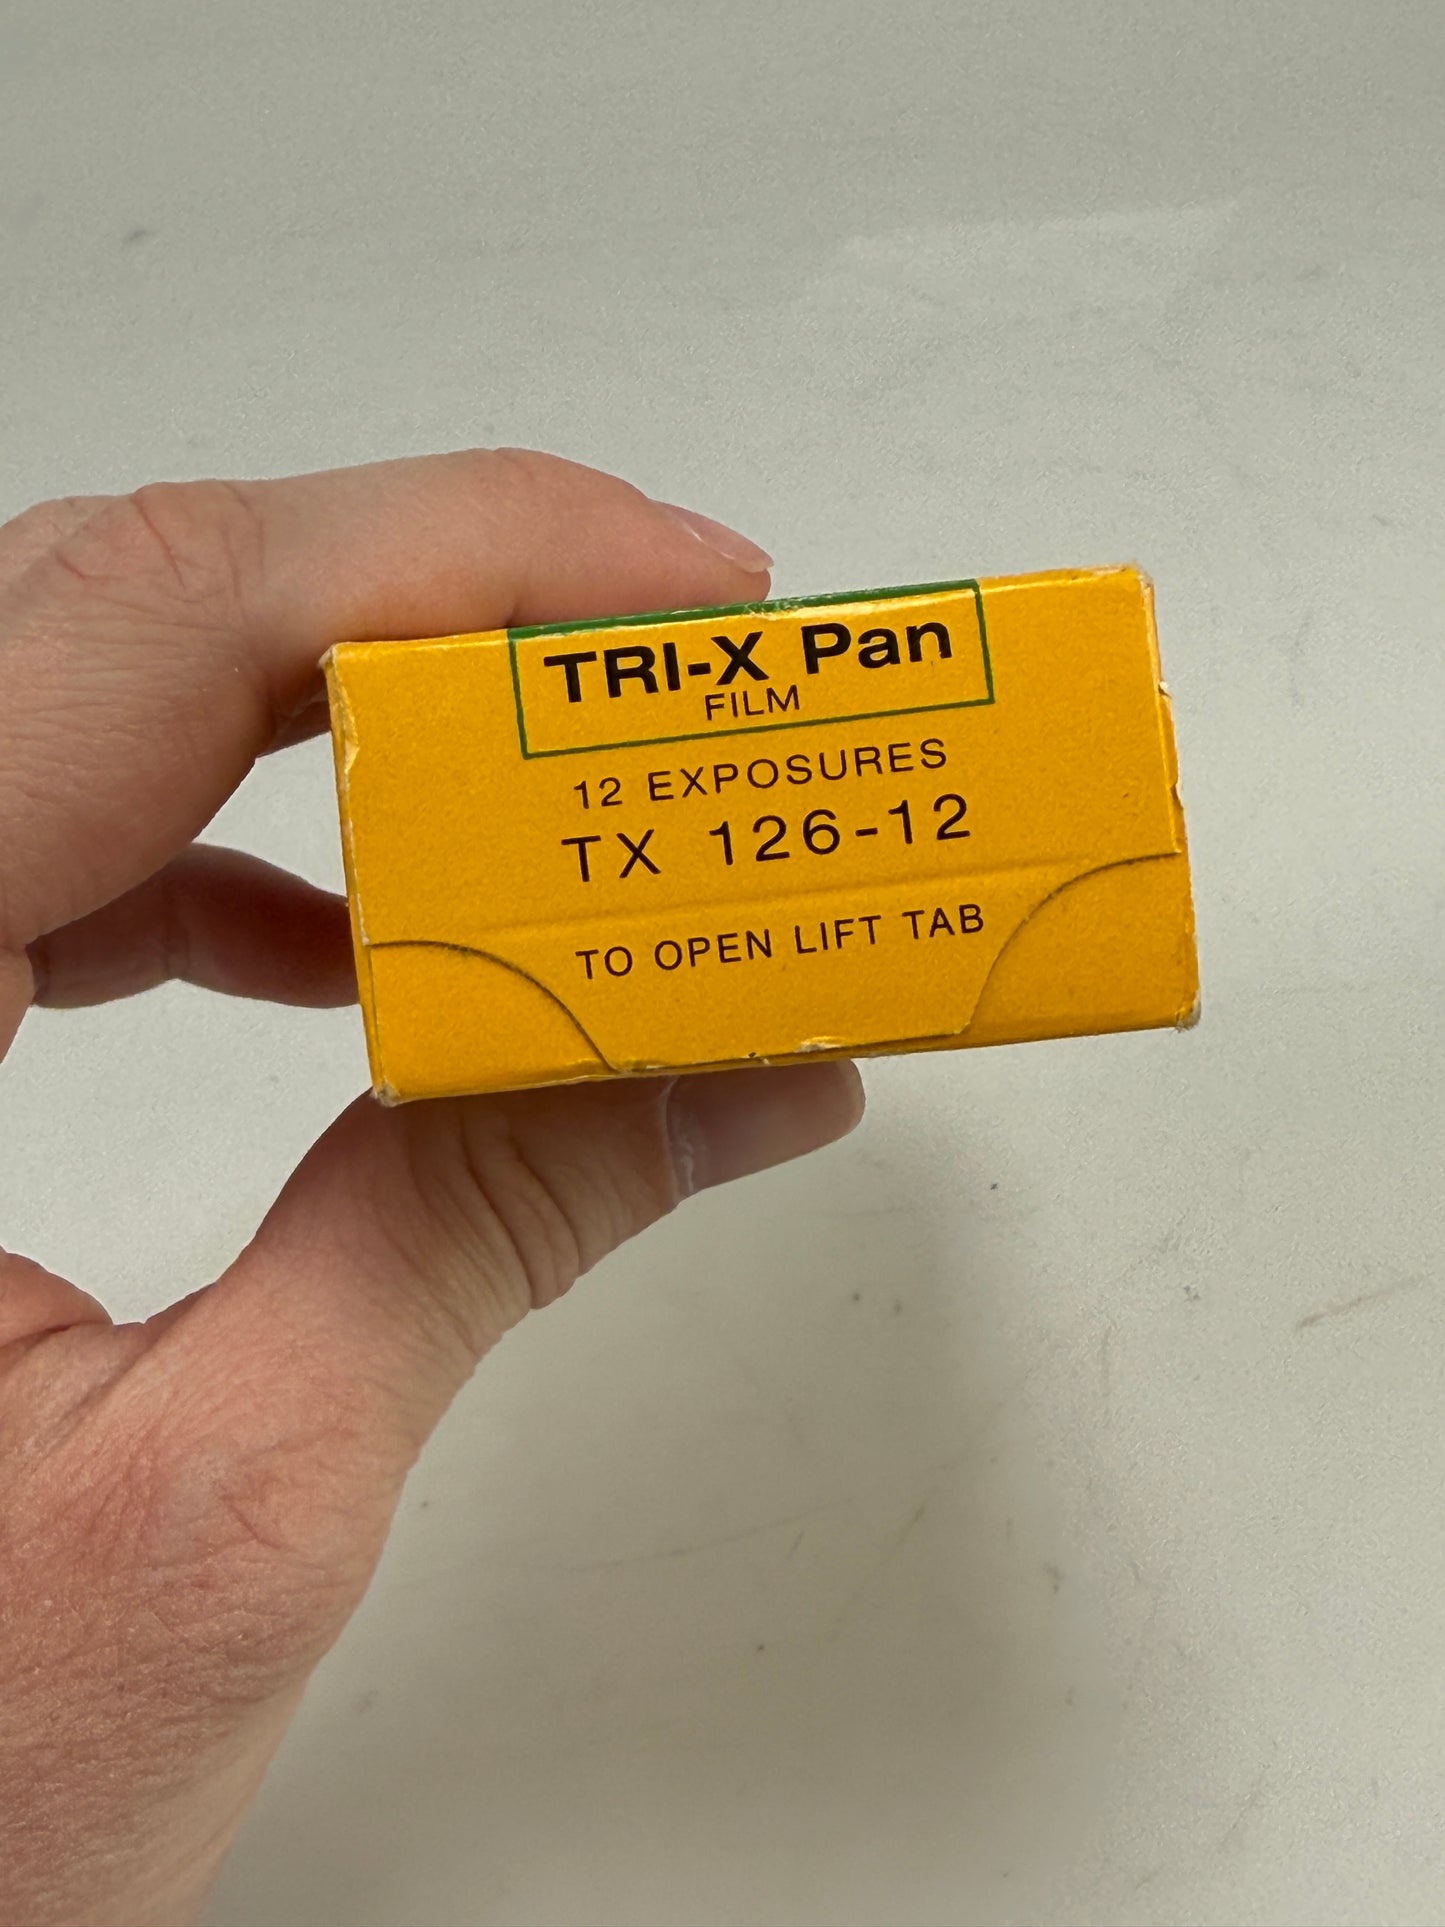 TRI-X Pan
FILM
12 EXPOSURES
TX 126-12
TO OPEN LIFT TAB